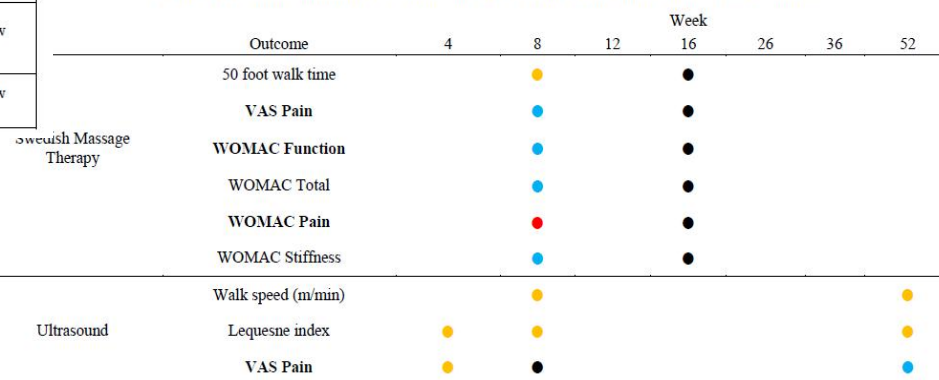 Week
Outcome 4 8 12 16 26 36 52
50 foot walk time
VAS Pain
Swedish Massage
Therapy
WOMAC Function
WOMAC Total
WOMAC Pain
WOMAC Stiffness
Walk speed (m/min)
Ultrasound Lequesne index
VAS Pain